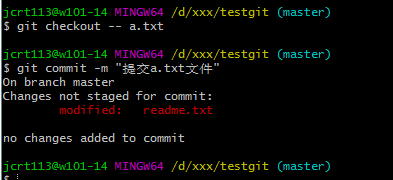 jcrt113@w101-14 MINGW64 /d/xxx/testgit (master)
$ git checkout -- a.txt
jcrt113@w101-14 MINGW64 /d/xxx/testgit (master)
$ git commit -m "提交a.txt文件"
On branch master
Changes not staged for commit:
modified: readme.txt
no changes added to commit
jcrt113@w101-14 MINGW64 /d/xxx/testgit (master)
$